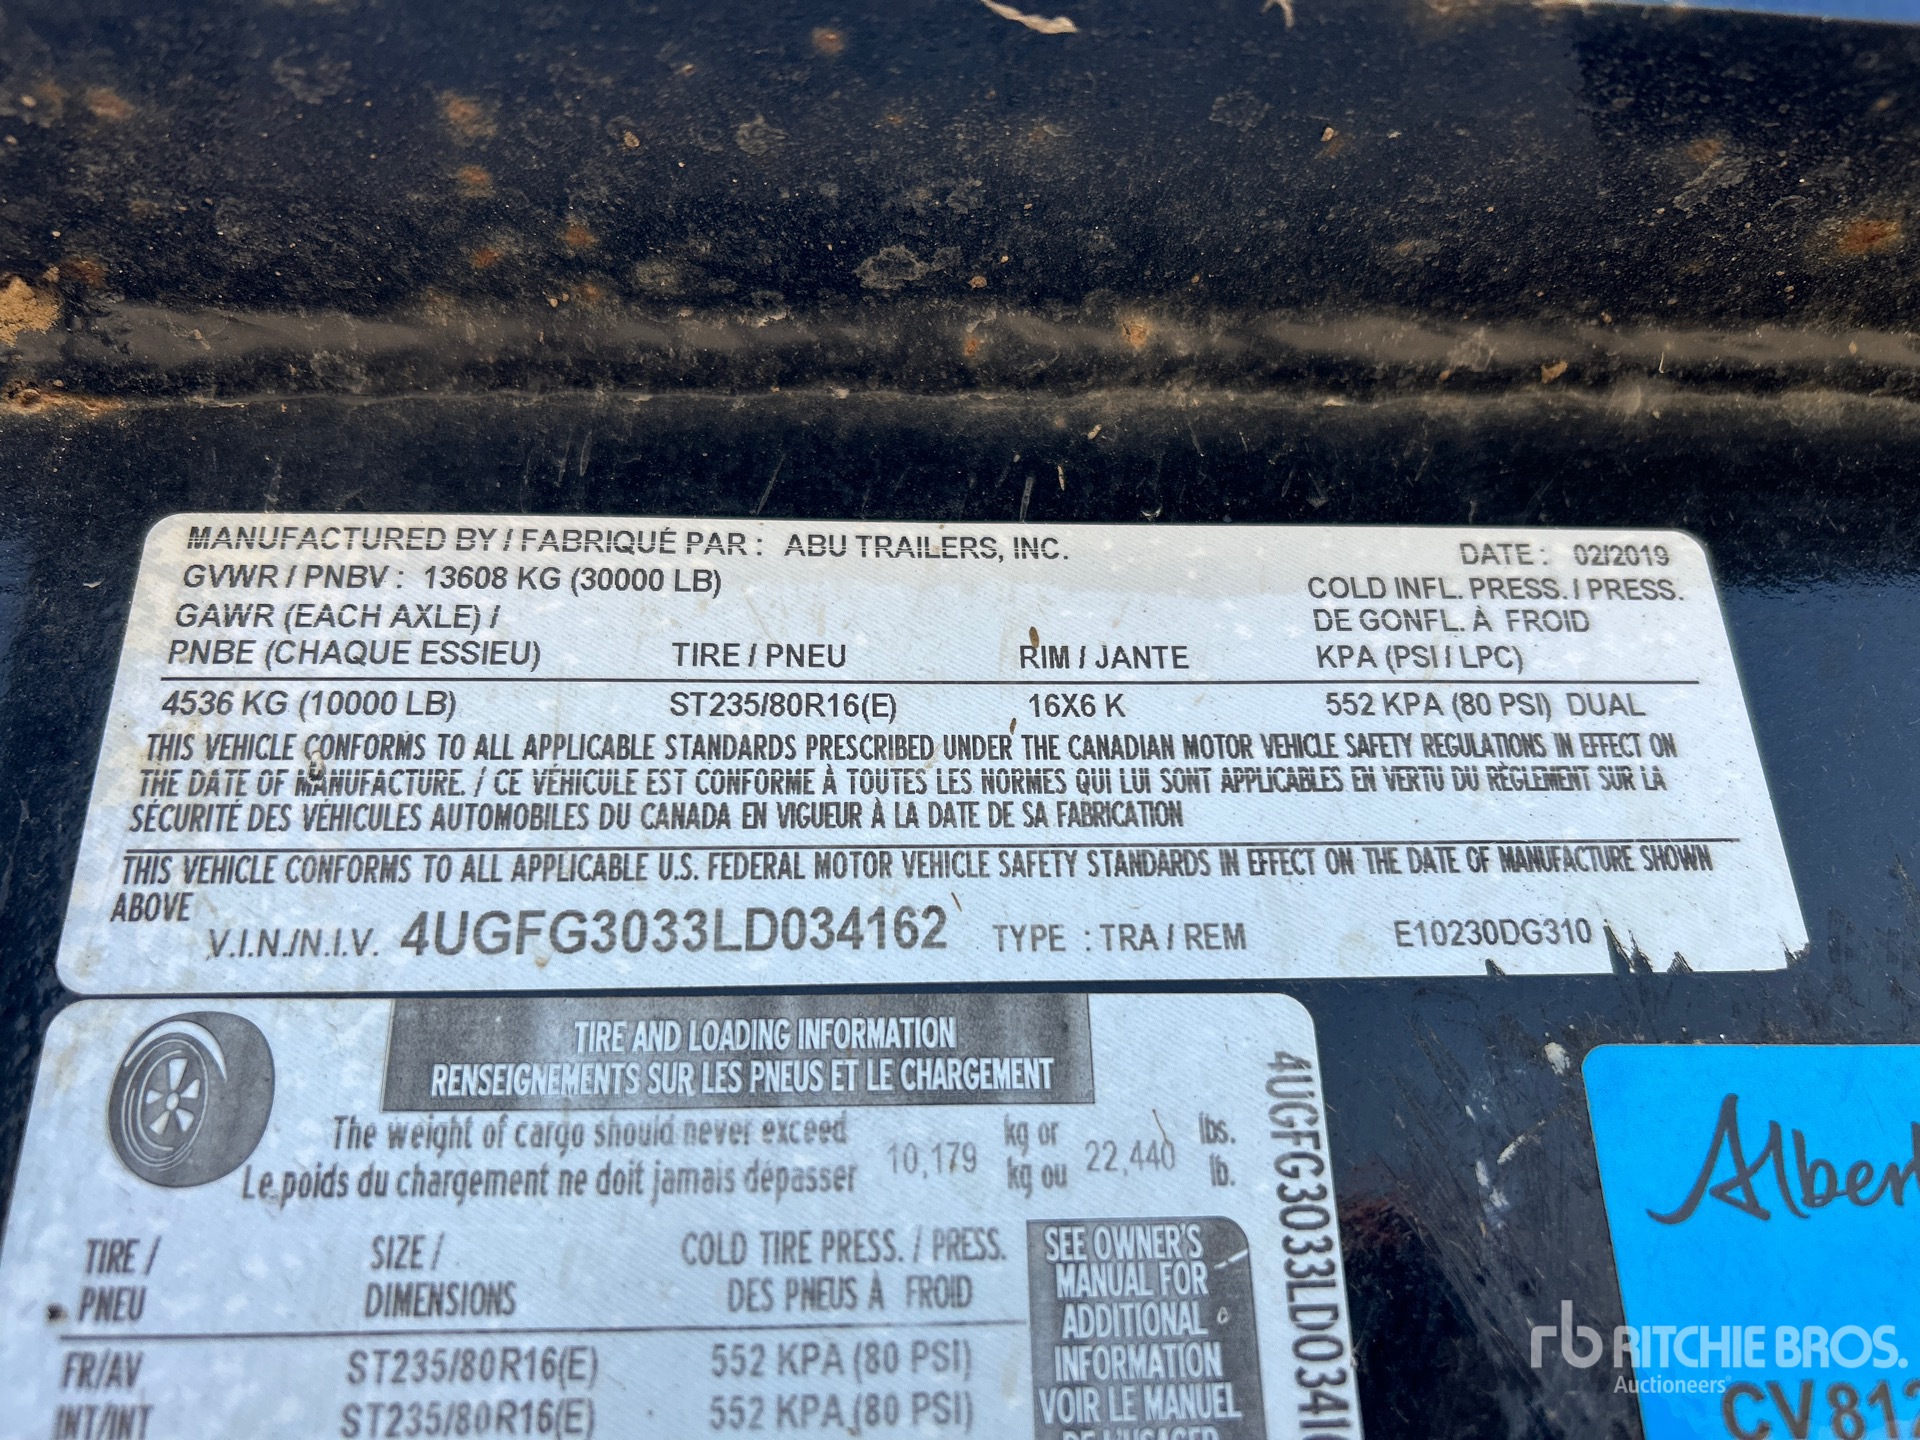 MANUFACTURED BY / FABRIQUÉ PAR : ABU TRAILERS, INC. DATE : 02/2019
GVWR / PNBV : 13608 KG (30000 LB) COLD INFL. PRESS. / PRESS.
GAWR (EACH AXLE) / DE GONFL. À FROID
PNBE (CHAQUE ESSIEU) TIRE / PNEU RIM / JANTE KPA (PSI / LPC)
4536 KG (10000 LB) ST235/80R16(E) 16X6 K 552 KPA (80 PSI) DUAL
THIS VEHICLE CONFORMS TO ALL APPLICABLE STANDARDS PRESCRIBED UNDER THE CANADIAN MOTOR VEHICLE SAFETY REGULATIONS IN EFFECT ON
THE DATE OF MANUFACTURE. / CE VÉHICULE EST CONFORME À TOUTES LES NORMES QUI LUI SONT APPLICABLES EN VERTU DU RÈGLEMENT SUR LA
SÉCURITÉ DES VÉHICULES AUTOMOBILES DU CANADA EN VIGUEUR À LA DATE DE SA FABRICATION
THIS VEHICLE CONFORMS TO ALL APPLICABLE U.S. FEDERAL MOTOR VEHICLE SAFETY STANDARDS IN EFFECT ON THE DATE OF MANUFACTURE SHOWN
ABOVE
V.I.N./N.I.V. 4UGFG3033LD034162 TYPE : TRA / REM E10230DG310
TIRE AND LOADING INFORMATION
RENSEIGNEMENTS SUR LES PNEUS ET LE CHARGEMENT
The weight of cargo should never exceed 10,179 kg or 22,440 lbs.
Le poids du chargement ne doit jamais dépasser kg ou lb.
TIRE / SIZE / COLD TIRE PRESS. / PRESS.
PNEU DIMENSIONS DES PNEUS À FROID
FR/AV ST235/80R16(E) 552 KPA (80 PSI)
INT/INT ST235/80R16(E) 552 KPA (80 PSI)
SEE OWNER'S
MANUAL FOR
ADDITIONAL
INFORMATION
VOIR LE MANUEL
DE L'USAGER
4UGFG3033LD0341
Albert
CV812
rb RITCHIE BROS.
Auctioneers